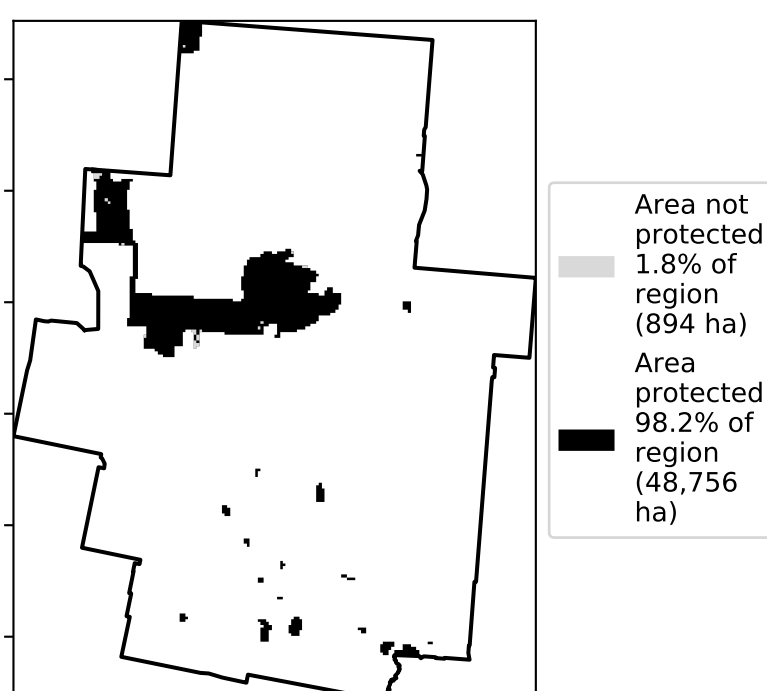 Area not
protected
1.8% of
region
(894 ha)
Area
protected
98.2% of
region
(48,756
ha)